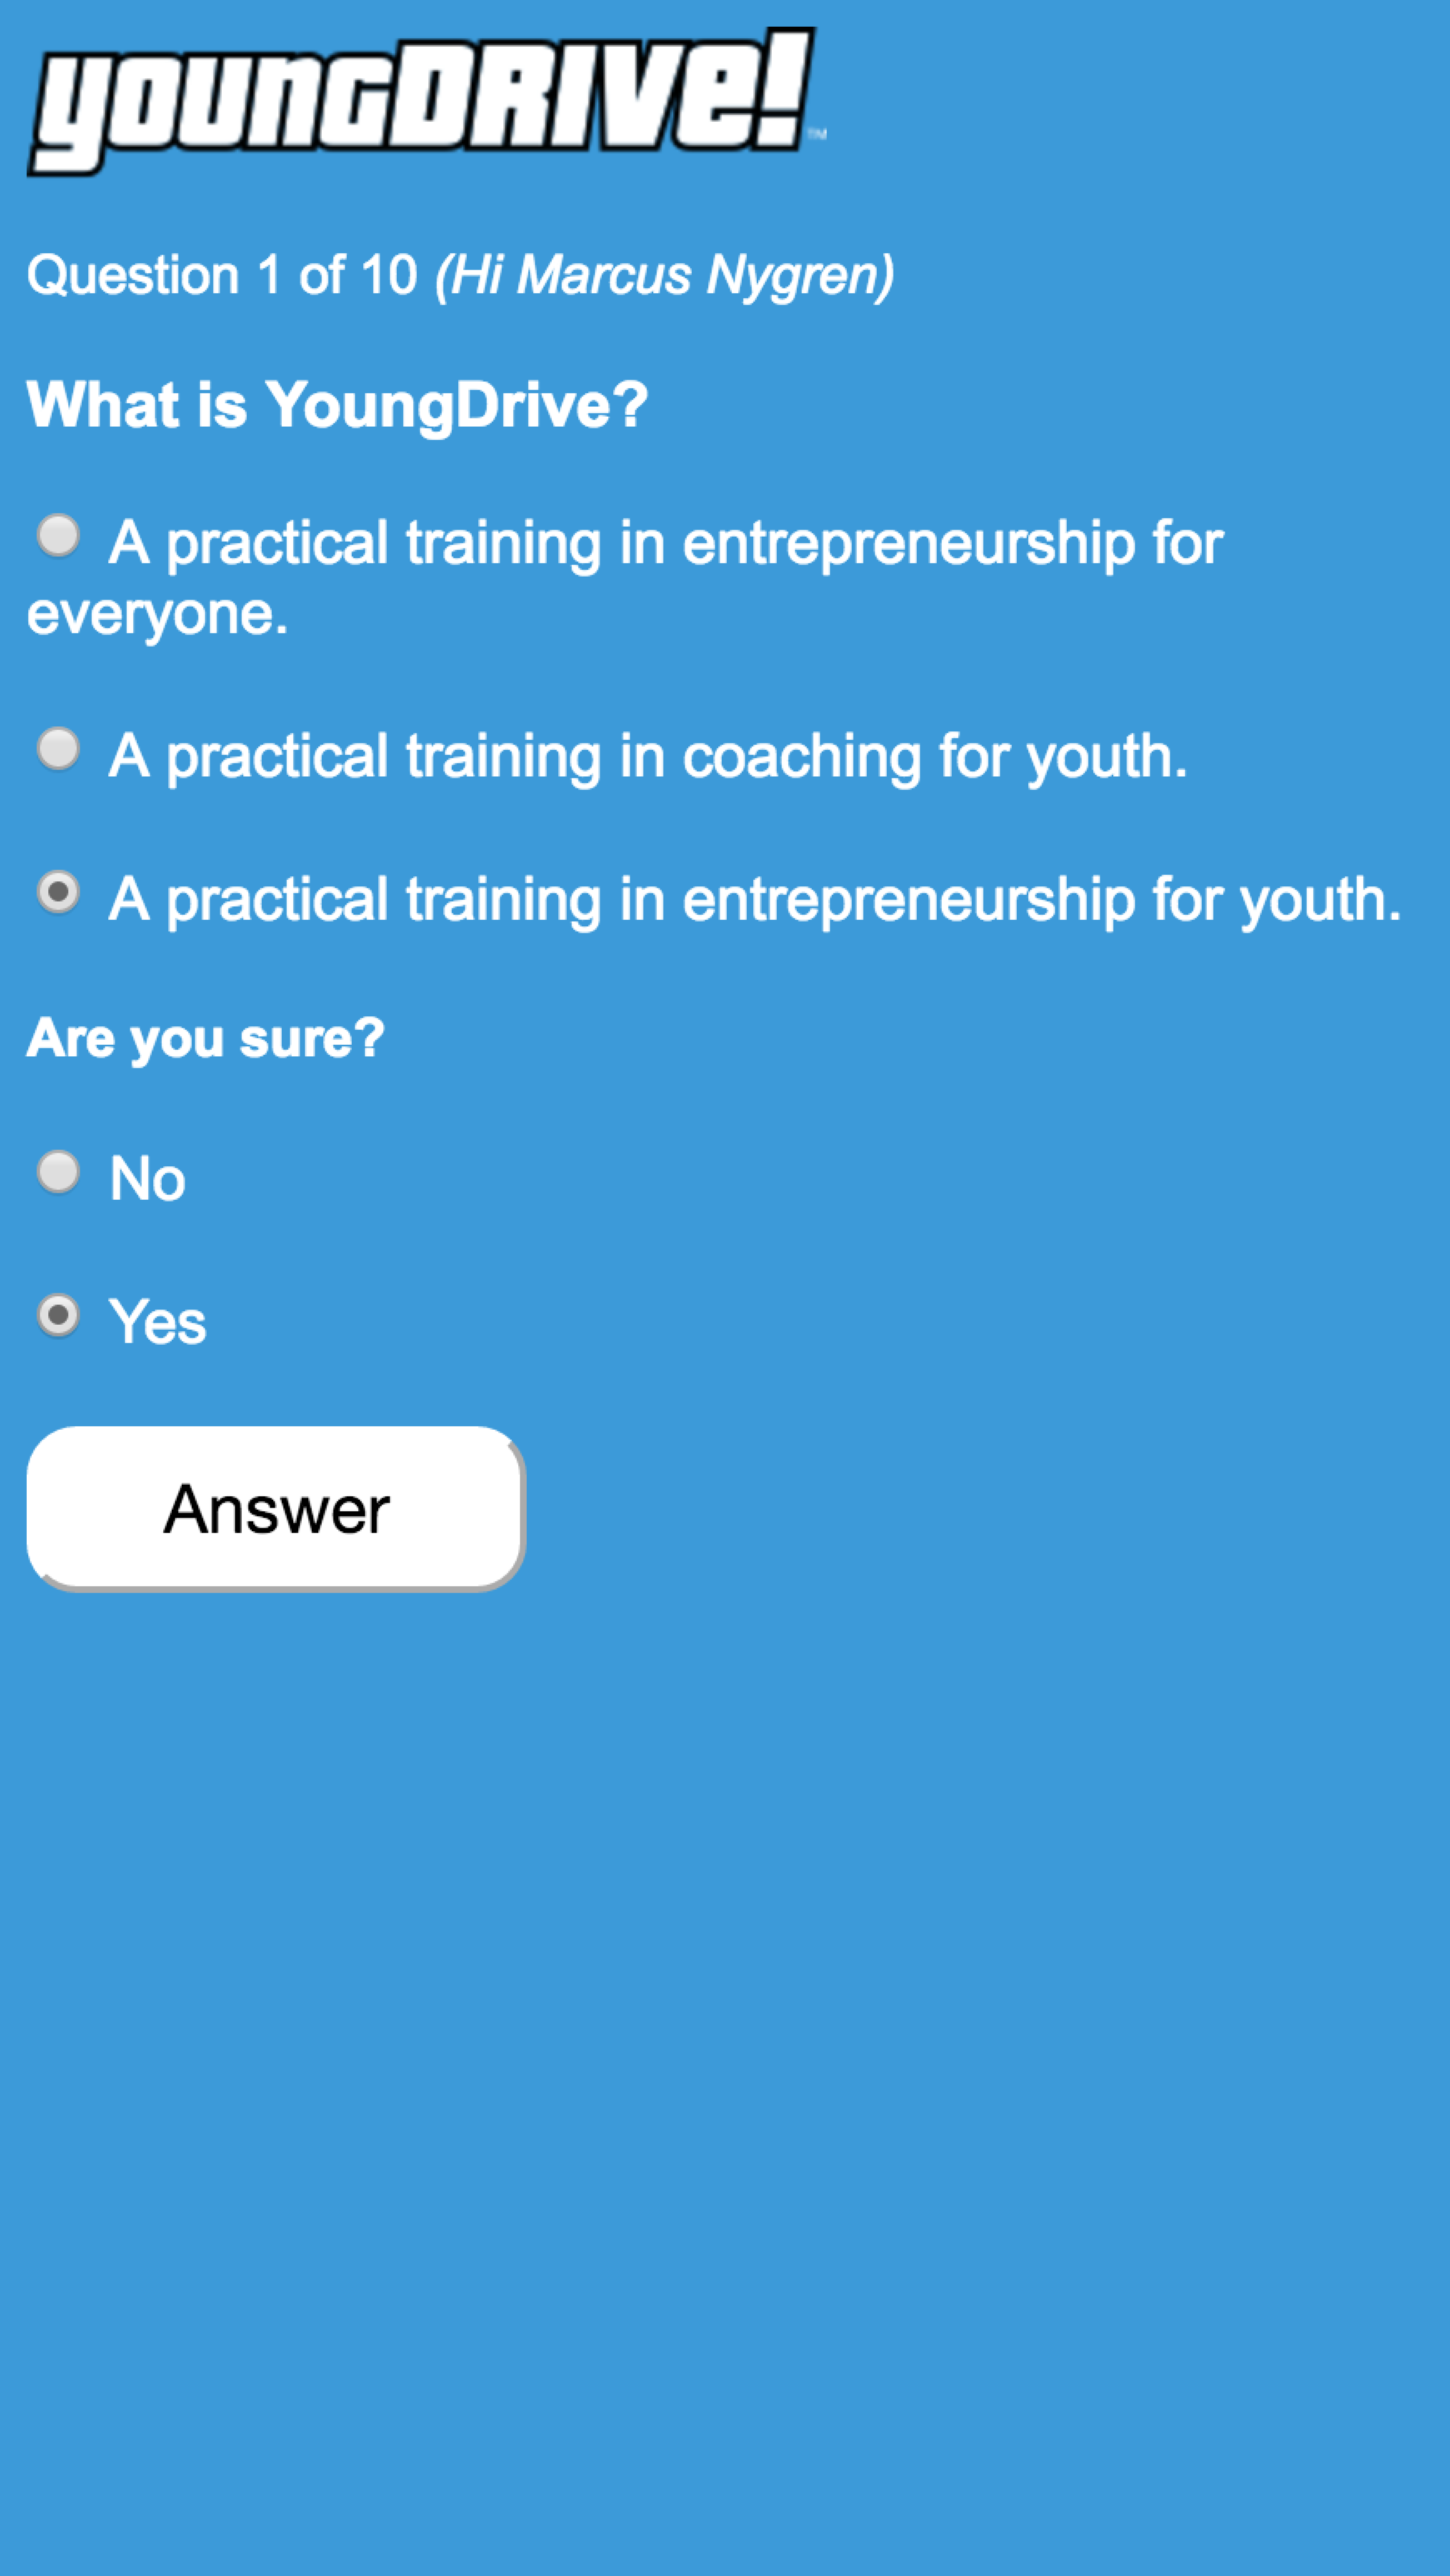 youngDRIVe!™
Question 1 of 10 (Hi Marcus Nygren)
What is YoungDrive?
A practical training in entrepreneurship for
everyone.
A practical training in coaching for youth.
A practical training in entrepreneurship for youth.
Are you sure?
No
Yes
Answer